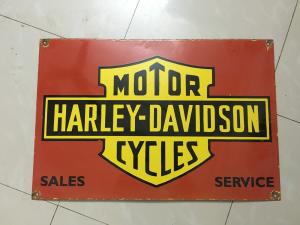 MOTOR
HARLEY-DAVIDSON
CYCLES
SALES SERVICE